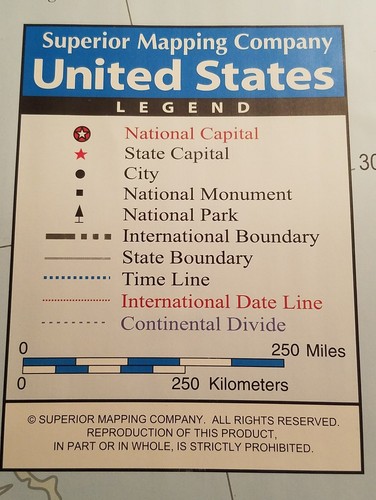 Superior Mapping Company
United States
LEGEND
National Capital
State Capital
City
National Monument
National Park
International Boundary
State Boundary
Time Line
International Date Line
Continental Divide
0 250 Miles
0 250 Kilometers
© SUPERIOR MAPPING COMPANY. ALL RIGHTS RESERVED.
REPRODUCTION OF THIS PRODUCT,
IN PART OR IN WHOLE, IS STRICTLY PROHIBITED.
30